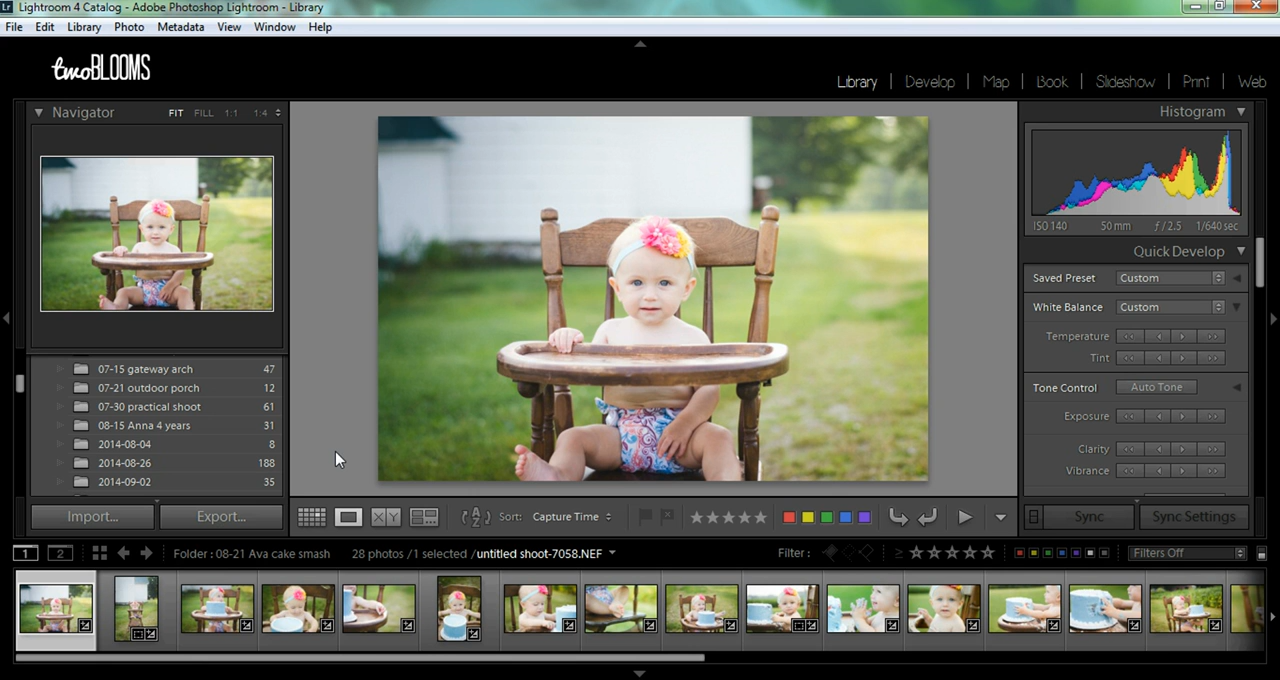 Lr Lightroom 4 Catalog - Adobe Photoshop Lightroom - Library
File Edit Library Photo Metadata View Window Help
twoBLOOMS
Library | Develop | Map | Book | Slideshow | Print | Web
Navigator FIT FILL 1:1 1:4
07-15 gateway arch 47
07-21 outdoor porch 12
07-30 practical shoot 61
08-15 Anna 4 years 31
2014-08-04 8
2014-08-26 188
2014-09-02 35
Import... Export...
Histogram
ISO 140 50 mm ƒ / 2.5 1/640 sec
Quick Develop
Saved Preset Custom
White Balance Custom
Temperature
Tint
Tone Control Auto Tone
Exposure
Clarity
Vibrance
XY AZ Sort: Capture Time
Sync Sync Settings
1 2 Folder : 08-21 Ava cake smash 28 photos /1 selected /untitled shoot-7058.NEF Filter : ≥ Filters Off